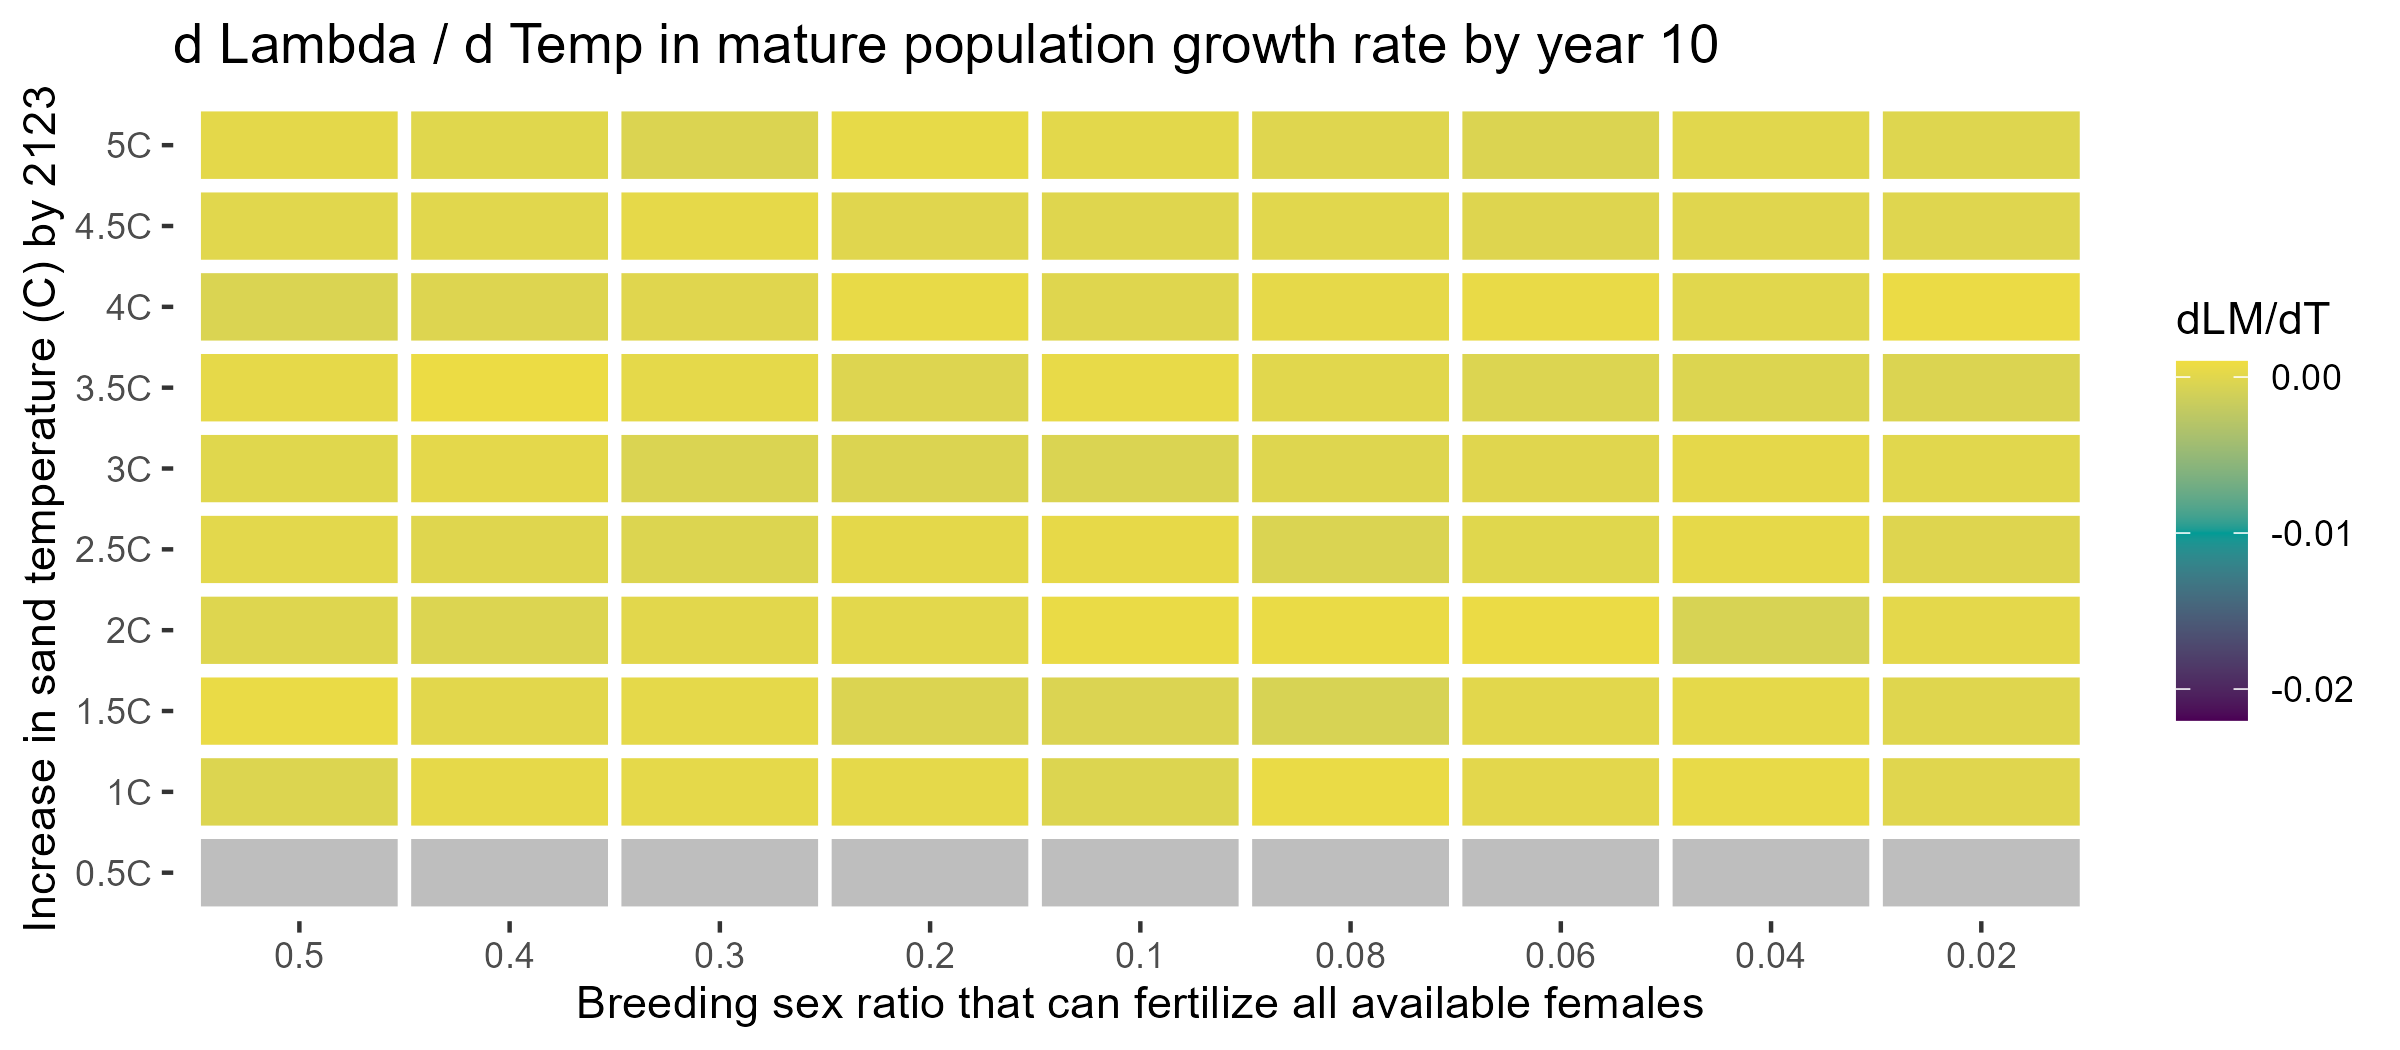 d Lambda / d Temp in mature population growth rate by year 10
Increase in sand temperature (C) by 2123
5C
4.5C
4C
3.5C
3C
2.5C
2C
1.5C
1C
0.5C
0.5 0.4 0.3 0.2 0.1 0.08 0.06 0.04 0.02
Breeding sex ratio that can fertilize all available females
dLM/dT
0.00
-0.01
-0.02